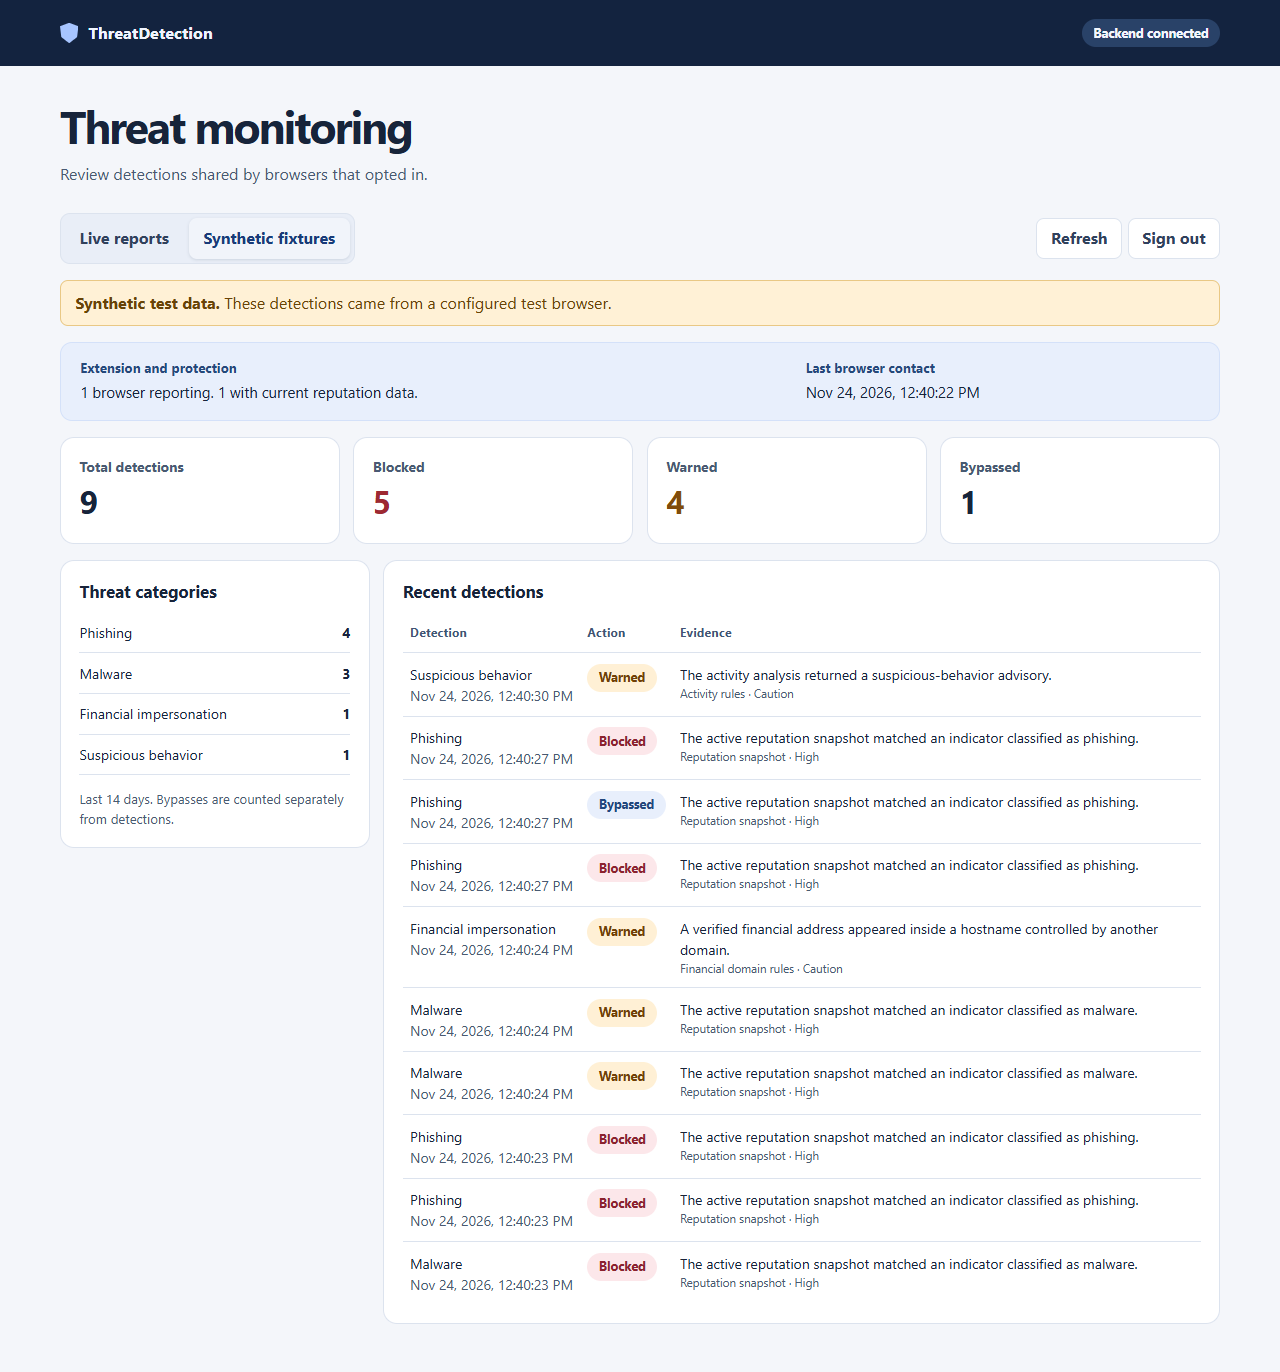 ThreatDetection
Backend connected
Threat monitoring
Review detections shared by browsers that opted in.
Live reports
Synthetic fixtures
Refresh
Sign out
Synthetic test data. These detections came from a configured test browser.
Extension and protection
1 browser reporting. 1 with current reputation data.
Last browser contact
Nov 24, 2026, 12:40:22 PM
Total detections
9
Blocked
5
Warned
4
Bypassed
1
Threat categories
Phishing 4
Malware 3
Financial impersonation 1
Suspicious behavior 1
Last 14 days. Bypasses are counted separately
from detections.
Recent detections
Detection Action Evidence
Suspicious behavior Warned The activity analysis returned a suspicious-behavior advisory.
Nov 24, 2026, 12:40:30 PM Activity rules · Caution
Phishing Blocked The active reputation snapshot matched an indicator classified as phishing.
Nov 24, 2026, 12:40:27 PM Reputation snapshot · High
Phishing Bypassed The active reputation snapshot matched an indicator classified as phishing.
Nov 24, 2026, 12:40:27 PM Reputation snapshot · High
Phishing Blocked The active reputation snapshot matched an indicator classified as phishing.
Nov 24, 2026, 12:40:27 PM Reputation snapshot · High
Financial impersonation Warned A verified financial address appeared inside a hostname controlled by another
Nov 24, 2026, 12:40:24 PM domain.
Financial domain rules · Caution
Malware Warned The active reputation snapshot matched an indicator classified as malware.
Nov 24, 2026, 12:40:24 PM Reputation snapshot · High
Malware Warned The active reputation snapshot matched an indicator classified as malware.
Nov 24, 2026, 12:40:24 PM Reputation snapshot · High
Phishing Blocked The active reputation snapshot matched an indicator classified as phishing.
Nov 24, 2026, 12:40:23 PM Reputation snapshot · High
Phishing Blocked The active reputation snapshot matched an indicator classified as phishing.
Nov 24, 2026, 12:40:23 PM Reputation snapshot · High
Malware Blocked The active reputation snapshot matched an indicator classified as malware.
Nov 24, 2026, 12:40:23 PM Reputation snapshot · High